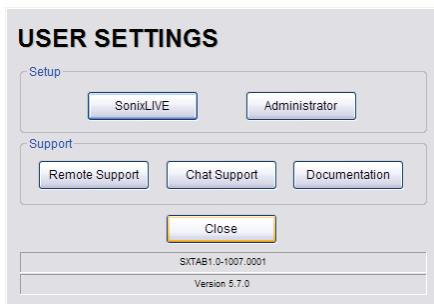 USER SETTINGS
Setup
SonixLIVE Administrator
Support
Remote Support Chat Support Documentation
Close
SXTAB1.0-1007.0001
Version 5.7.0